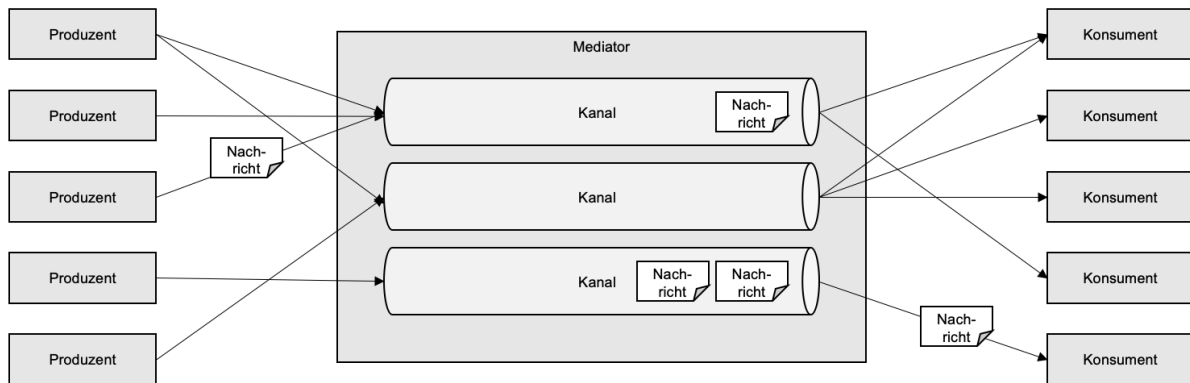 Produzent
Produzent
Produzent
Produzent
Produzent
Nach-
richt
Mediator
Kanal
Nach-
richt
Kanal
Kanal
Nach-
richt
Nach-
richt
Nach-
richt
Konsument
Konsument
Konsument
Konsument
Konsument